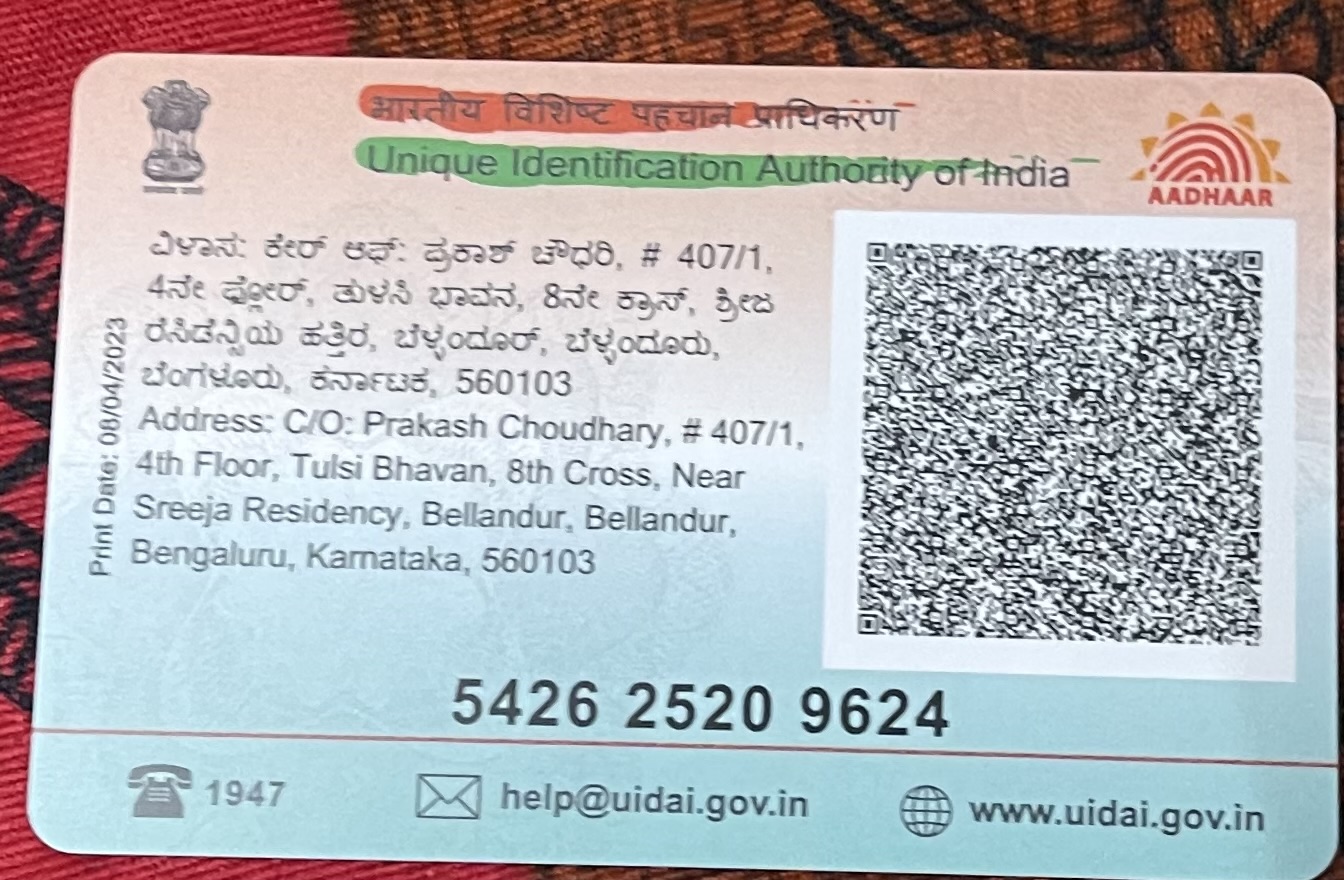 भारतीय विशिष्ट पहचान प्राधिकरण
Unique Identification Authority of India
AADHAAR
ವಿಳಾಸ: ಕೇರ್ ಆಫ್: ಪ್ರಕಾಶ್ ಚೌಧರಿ, # 407/1,
4ನೇ ಫ್ಲೋರ್, ತುಳಸಿ ಭಾವನ, 8ನೇ ಕ್ರಾಸ್, ಶ್ರೀಜ
ರೆಸಿಡೆನ್ಸಿಯ ಹತ್ತಿರ, ಬೆಳ್ಳಂದೂರ್, ಬೆಳ್ಳಂದೂರು,
ಬೆಂಗಳೂರು, ಕರ್ನಾಟಕ, 560103
Address: C/O: Prakash Choudhary, # 407/1,
4th Floor, Tulsi Bhavan, 8th Cross, Near
Sreeja Residency, Bellandur, Bellandur,
Bengaluru, Karnataka, 560103
Print Date: 08/04/2023
5426 2520 9624
1947
help@uidai.gov.in
www.uidai.gov.in